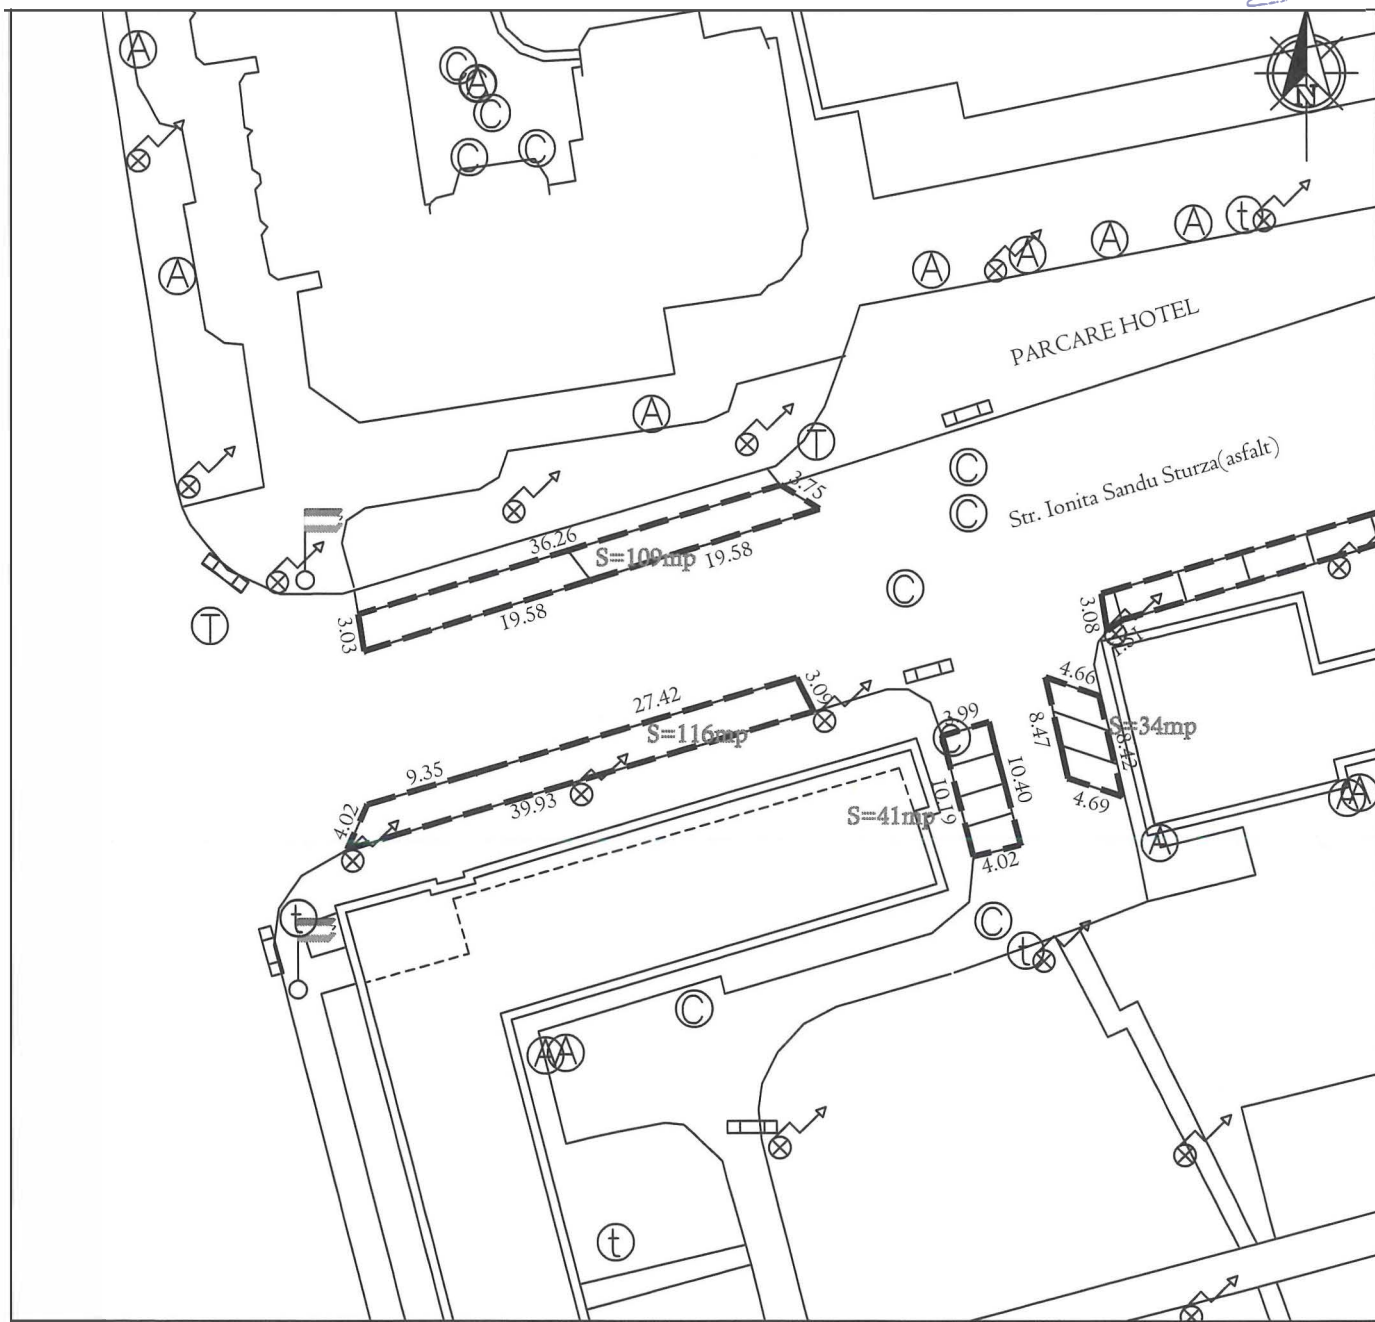 A
C
A
C
C
C
N
A
t
A
A
A
A
PARCARE HOTEL
A
T
C
Str. Ionita Sandu Sturza(asfalt)
C
3.75
36.26
S=109mp
19.58
19.58
3.03
C
T
3.08
4.66
27.42
3.09
S=116mp
9.35
39.93
4.02
3.99
C
8.47
S=34mp
8.42
4.69
10.40
10.19
S=41mp
4.02
A
A
A
t
C
t
C
A
A
t